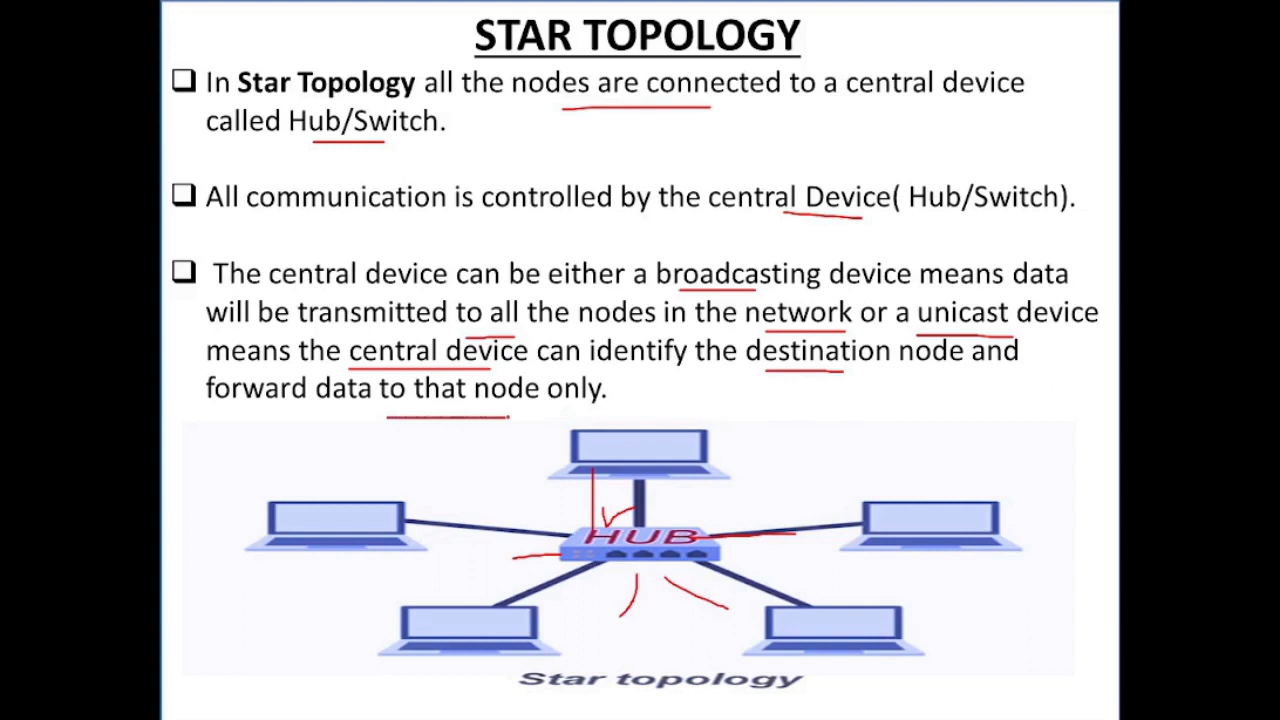 STAR TOPOLOGY
❑ In Star Topology all the nodes are connected to a central device
called Hub/Switch.
❑ All communication is controlled by the central Device( Hub/Switch).
❑ The central device can be either a broadcasting device means data
will be transmitted to all the nodes in the network or a unicast device
means the central device can identify the destination node and
forward data to that node only.
HUB
Star topology